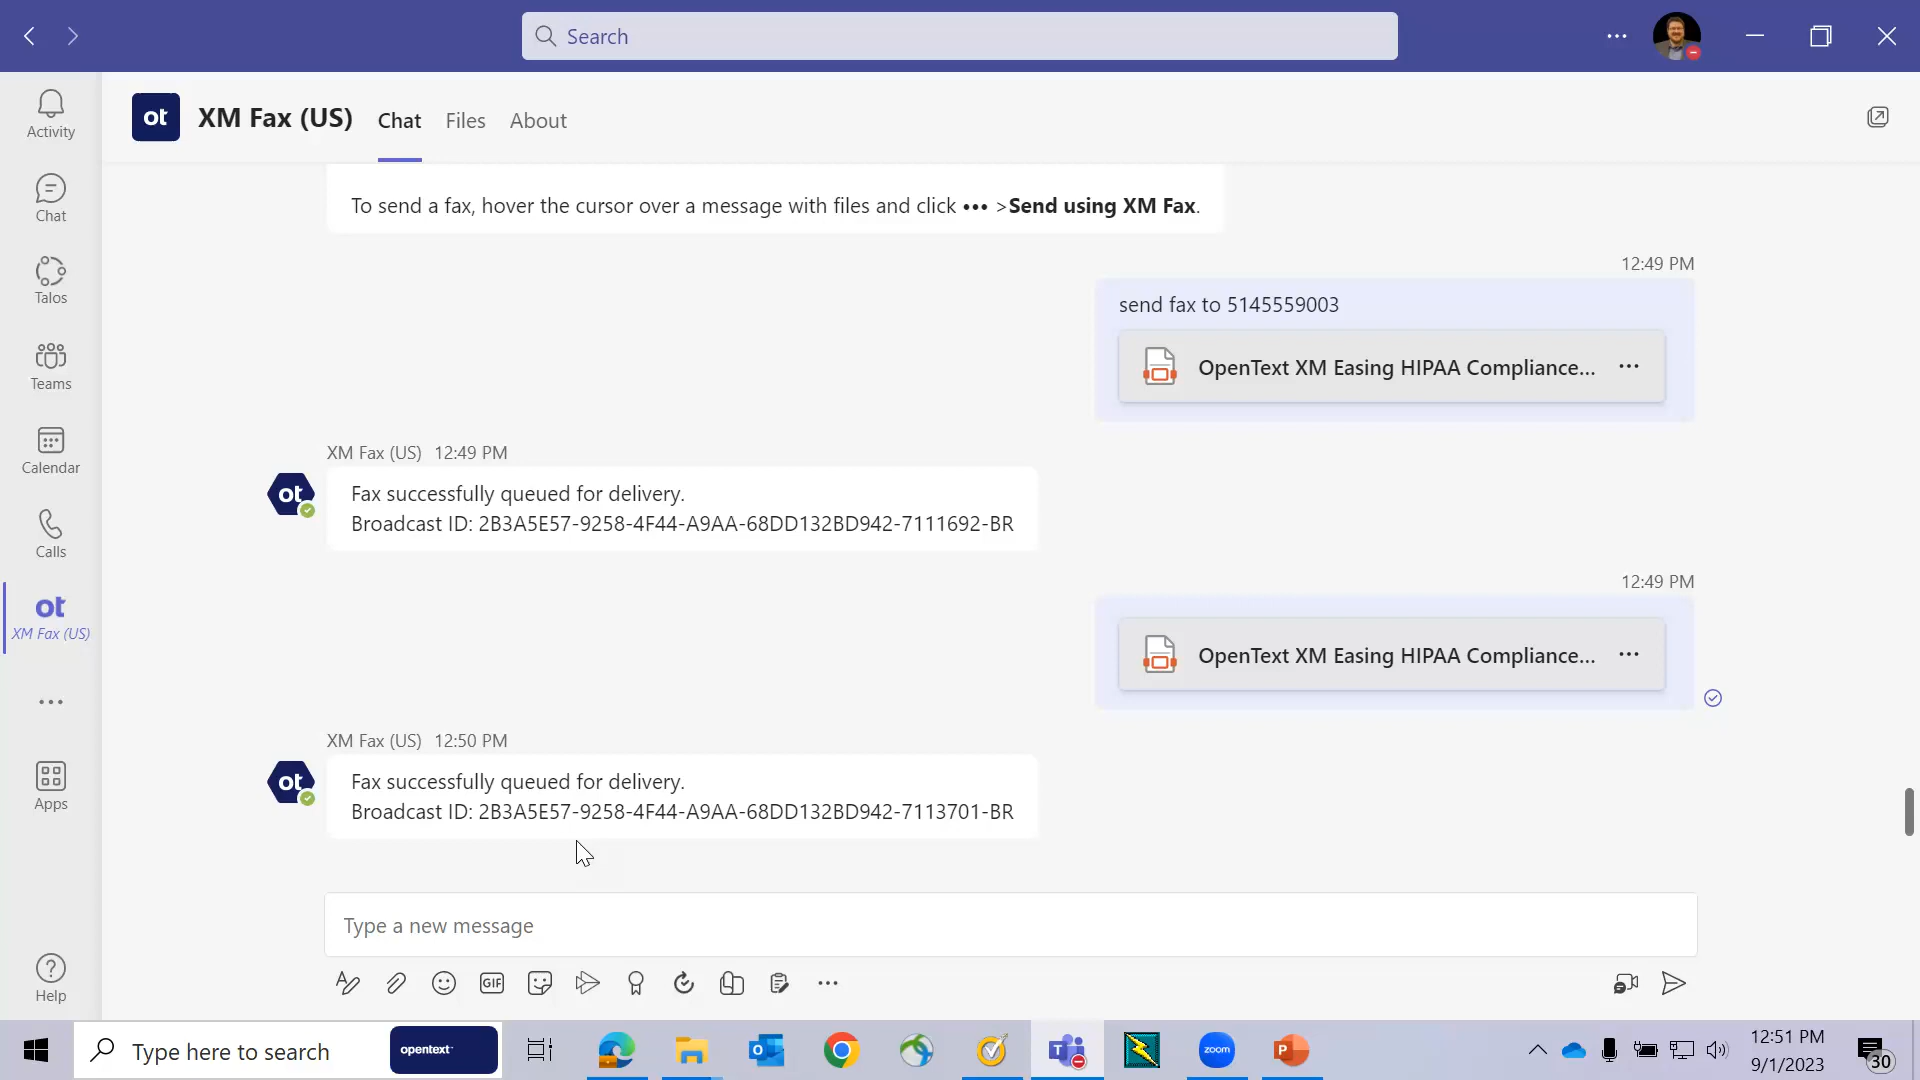 Search
ot
XM Fax (US)
Chat
Files
About
Activity
Chat
Talos
Teams
Calendar
Calls
ot
XM Fax (US)
Apps
Help
To send a fax, hover the cursor over a message with files and click ••• >Send using XM Fax.
12:49 PM
send fax to 5145559003
OpenText XM Easing HIPAA Compliance...
XM Fax (US) 12:49 PM
ot
Fax successfully queued for delivery.
Broadcast ID: 2B3A5E57-9258-4F44-A9AA-68DD132BD942-7111692-BR
12:49 PM
OpenText XM Easing HIPAA Compliance...
XM Fax (US) 12:50 PM
ot
Fax successfully queued for delivery.
Broadcast ID: 2B3A5E57-9258-4F44-A9AA-68DD132BD942-7113701-BR
Type a new message
GIF
Type here to search
opentext™
zoom
12:51 PM
9/1/2023
30